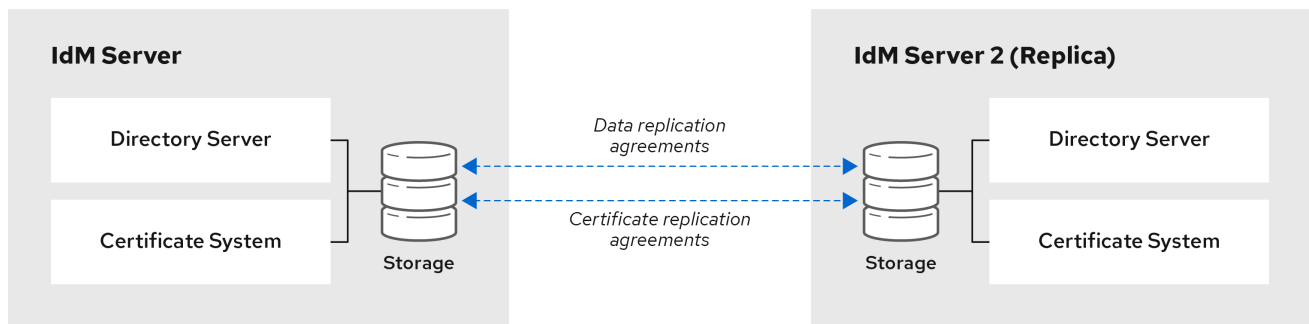 IdM Server
Directory Server
Certificate System
Storage
Data replication
agreements
Certificate replication
agreements
IdM Server 2 (Replica)
Storage
Directory Server
Certificate System